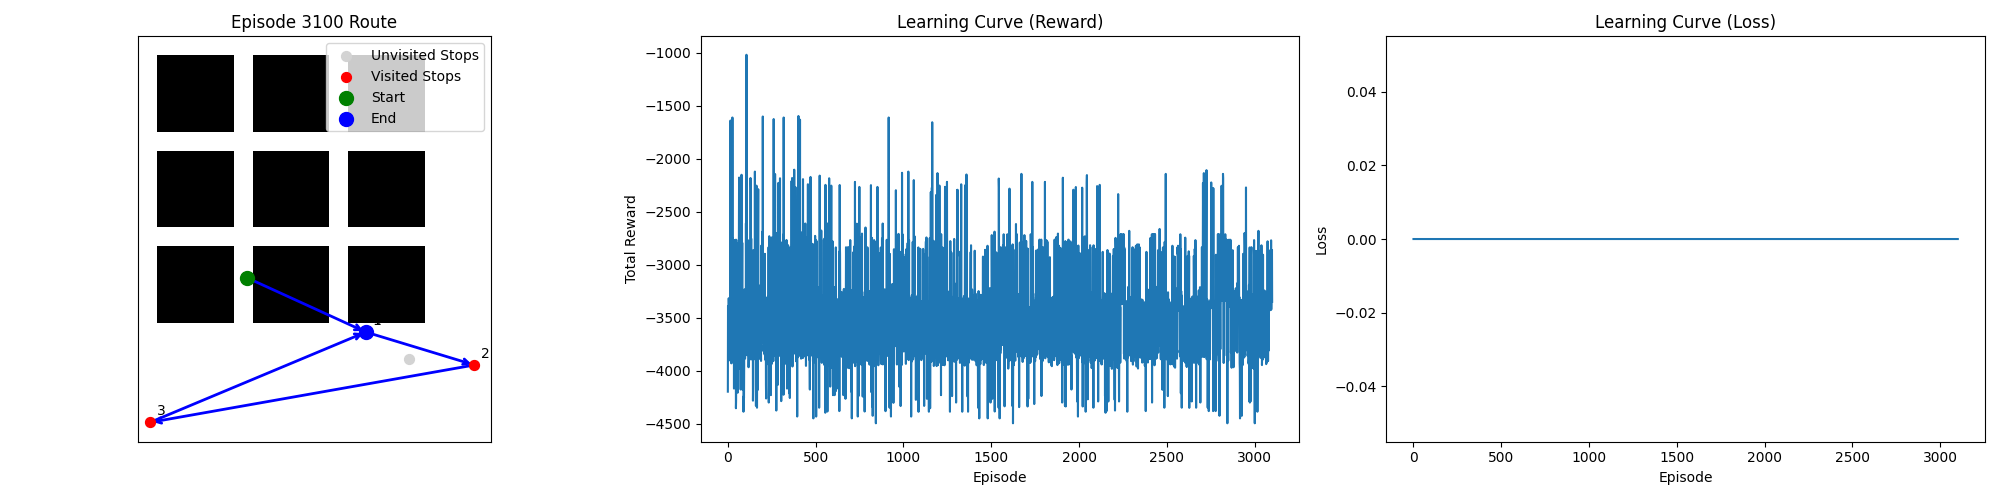 Episode 3100 Route
Unvisited Stops
Visited Stops
Start
End
2
3
Learning Curve (Reward)
Total Reward
−1000
−1500
−2000
−2500
−3000
−3500
−4000
−4500
0 500 1000 1500 2000 2500 3000
Episode
Learning Curve (Loss)
Loss
0.04
0.02
0.00
−0.02
−0.04
0 500 1000 1500 2000 2500 3000
Episode